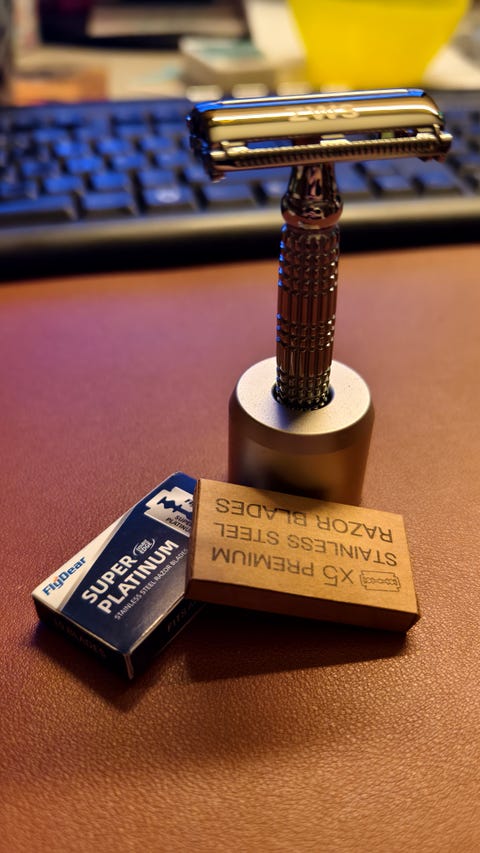 FlyDear
SUPER
PLATINUM
STAINLESS STEEL RAZOR BLADES
x5 PREMIUM
STAINLESS STEEL
RAZOR BLADES